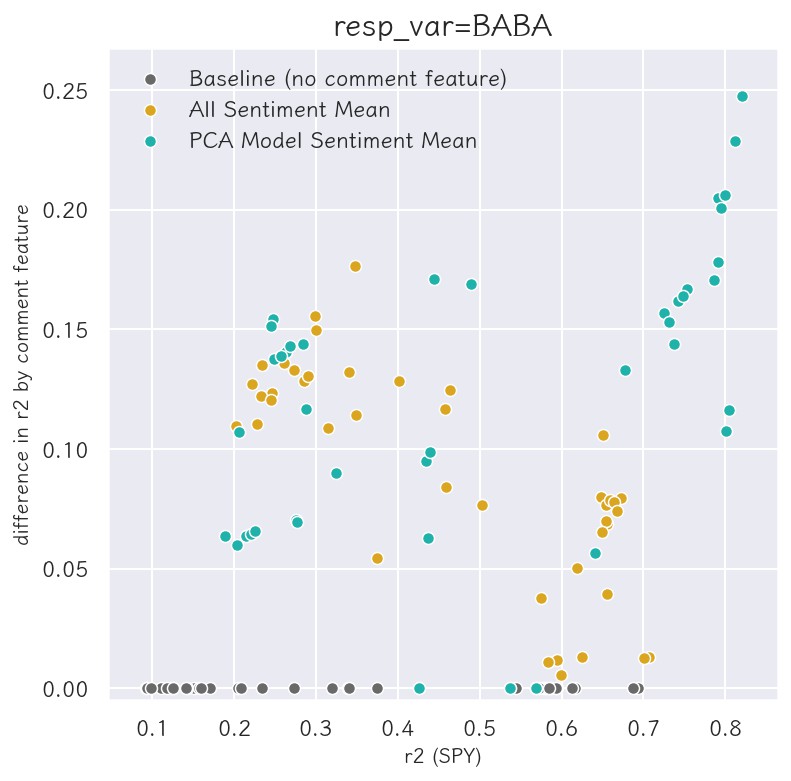 resp_var=BABA
Baseline (no comment feature)
All Sentiment Mean
PCA Model Sentiment Mean
difference in r2 by comment feature
0.25
0.20
0.15
0.10
0.05
0.00
0.1 0.2 0.3 0.4 0.5 0.6 0.7 0.8
r2 (SPY)